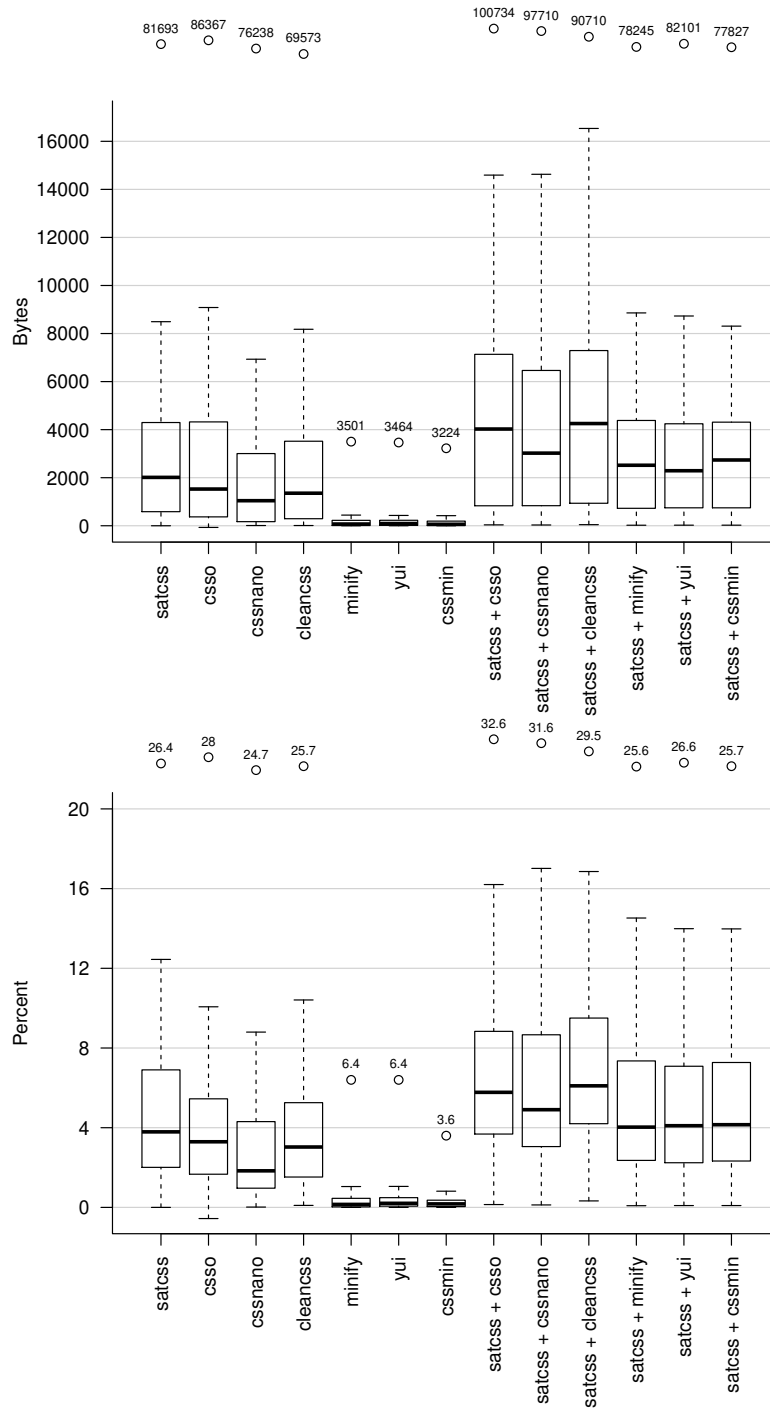 81693 86367 76238 69573 100734 97710 90710 78245 82101 77827
16000
14000
12000
10000
8000
6000
4000
2000
0
Bytes
3501 3464 3224
satcss csso cssnano cleancss minify yui cssmin satcss + csso satcss + cssnano satcss + cleancss satcss + minify satcss + yui satcss + cssmin
26.4 28 24.7 25.7 32.6 31.6 29.5 25.6 26.6 25.7
20
16
12
8
4
0
Percent
6.4 6.4 3.6
satcss csso cssnano cleancss minify yui cssmin satcss + csso satcss + cssnano satcss + cleancss satcss + minify satcss + yui satcss + cssmin